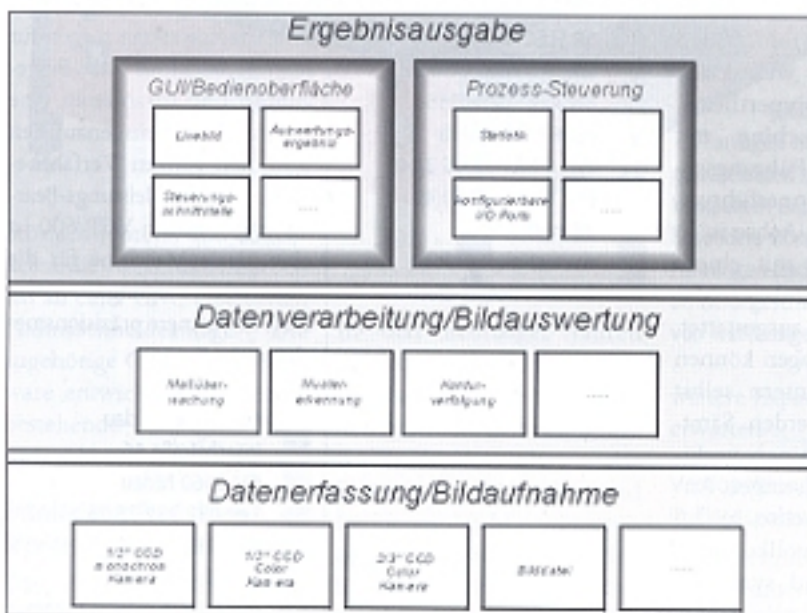 Ergebnisausgabe
GUI/Bedienoberfläche
Livebild
Auswertungs-
ergebnis
Steuerungs-
schnittstelle
....
Prozess-Steuerung
Statistik
konfigurierbare
I/O Ports
....
Datenverarbeitung/Bildauswertung
Maßüber-
wachung
Muster-
erkennung
Kontur-
verfolgung
....
Datenerfassung/Bildaufnahme
1/2" CCD
monochrom
Kamera
1/2" CCD
Color
Kamera
2/3" CCD
Color
Kamera
Bilddatei
....